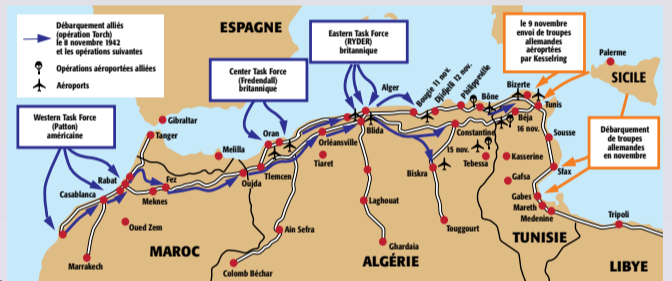 Débarquement alliés
(opération Torch)
le 8 novembre 1942
et les opérations suivantes
Opérations aéroportées alliées
Aéroports
ESPAGNE
Eastern Task Force
(RYDER)
britannique
Center Task Force
(Fredendall)
britannique
Western Task Force
(Patton)
américaine
le 9 novembre
envoi de troupes
allemandes
aéroportées
par Kesselring
Palerme
SICILE
Débarquement
de troupes
allemandes
en novembre
Gibraltar
Tanger
Melilla
Oran
Orléansville
Tiaret
Tlemcen
Oujda
Alger
Blida
Bougie 11 nov.
Djidjeli 12 nov.
Philippeville
Bône
Bizerte
Tunis
Béja
16 nov.
Constantine
15 nov.
Tebessa
Kasserine
Gafsa
Sousse
Sfax
Gabes
Mareth
Medenine
Tripoli
Biskra
Touggourt
Laghouat
Ghardaia
Ain Sefra
Colomb Béchar
Rabat
Casablanca
Fez
Meknes
Oued Zem
Marrakech
MAROC
ALGÉRIE
TUNISIE
LIBYE